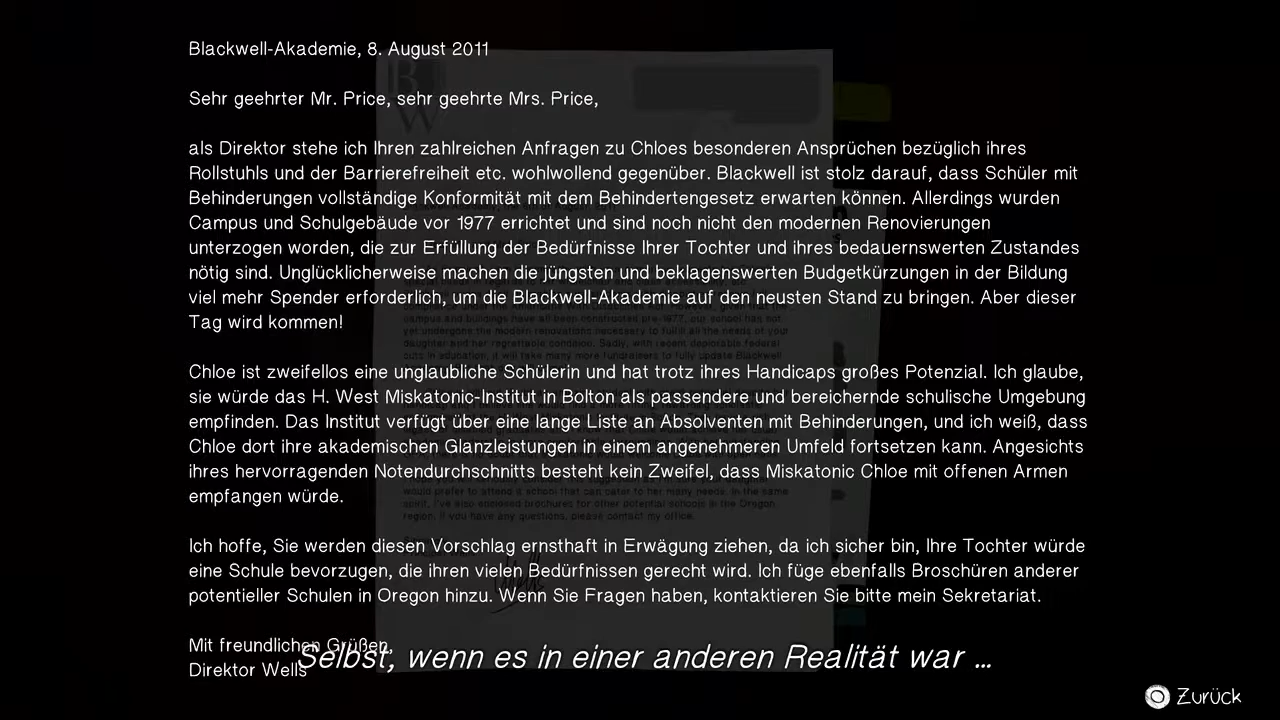 Blackwell-Akademie, 8. August 2011
Sehr geehrter Mr. Price, sehr geehrte Mrs. Price,
als Direktor stehe ich Ihren zahlreichen Anfragen zu Chloes besonderen Ansprüchen bezüglich ihres
Rollstuhls und der Barrierefreiheit etc. wohlwollend gegenüber. Blackwell ist stolz darauf, dass Schüler mit
Behinderungen vollständige Konformität mit dem Behindertengesetz erwarten können. Allerdings wurden
Campus und Schulgebäude vor 1977 errichtet und sind noch nicht den modernen Renovierungen
unterzogen worden, die zur Erfüllung der Bedürfnisse Ihrer Tochter und ihres bedauernswerten Zustandes
nötig sind. Unglücklicherweise machen die jüngsten und beklagenswerten Budgetkürzungen in der Bildung
viel mehr Spender erforderlich, um die Blackwell-Akademie auf den neusten Stand zu bringen. Aber dieser
Tag wird kommen!
Chloe ist zweifellos eine unglaubliche Schülerin und hat trotz ihres Handicaps großes Potenzial. Ich glaube,
sie würde das H. West Miskatonic-Institut in Bolton als passendere und bereichernde schulische Umgebung
empfinden. Das Institut verfügt über eine lange Liste an Absolventen mit Behinderungen, und ich weiß, dass
Chloe dort ihre akademischen Glanzleistungen in einem angenehmeren Umfeld fortsetzen kann. Angesichts
ihres hervorragenden Notendurchschnitts besteht kein Zweifel, dass Miskatonic Chloe mit offenen Armen
empfangen würde.
Ich hoffe, Sie werden diesen Vorschlag ernsthaft in Erwägung ziehen, da ich sicher bin, Ihre Tochter würde
eine Schule bevorzugen, die ihren vielen Bedürfnissen gerecht wird. Ich füge ebenfalls Broschüren anderer
potentieller Schulen in Oregon hinzu. Wenn Sie Fragen haben, kontaktieren Sie bitte mein Sekretariat.
Mit freundlichen Grüßen,
Direktor Wells
Selbst, wenn es in einer anderen Realität war ...
Zurück